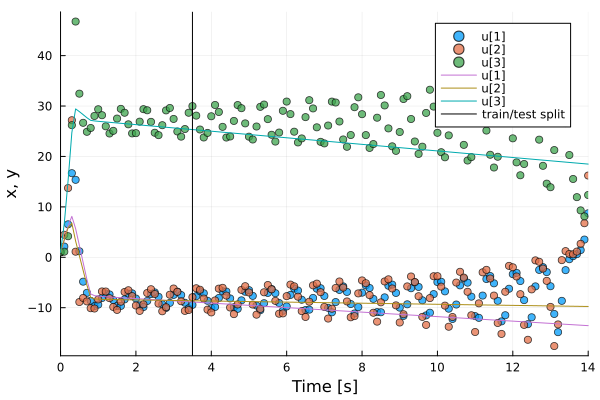 x, y
40
30
20
10
0
−10
0
2
4
6
8
10
12
14
Time [s]
u[1]
u[2]
u[3]
u[1]
u[2]
u[3]
train/test split